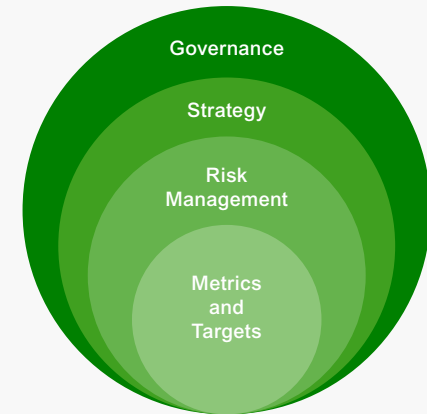 Governance
Strategy
Risk
Management
Metrics
and
Targets